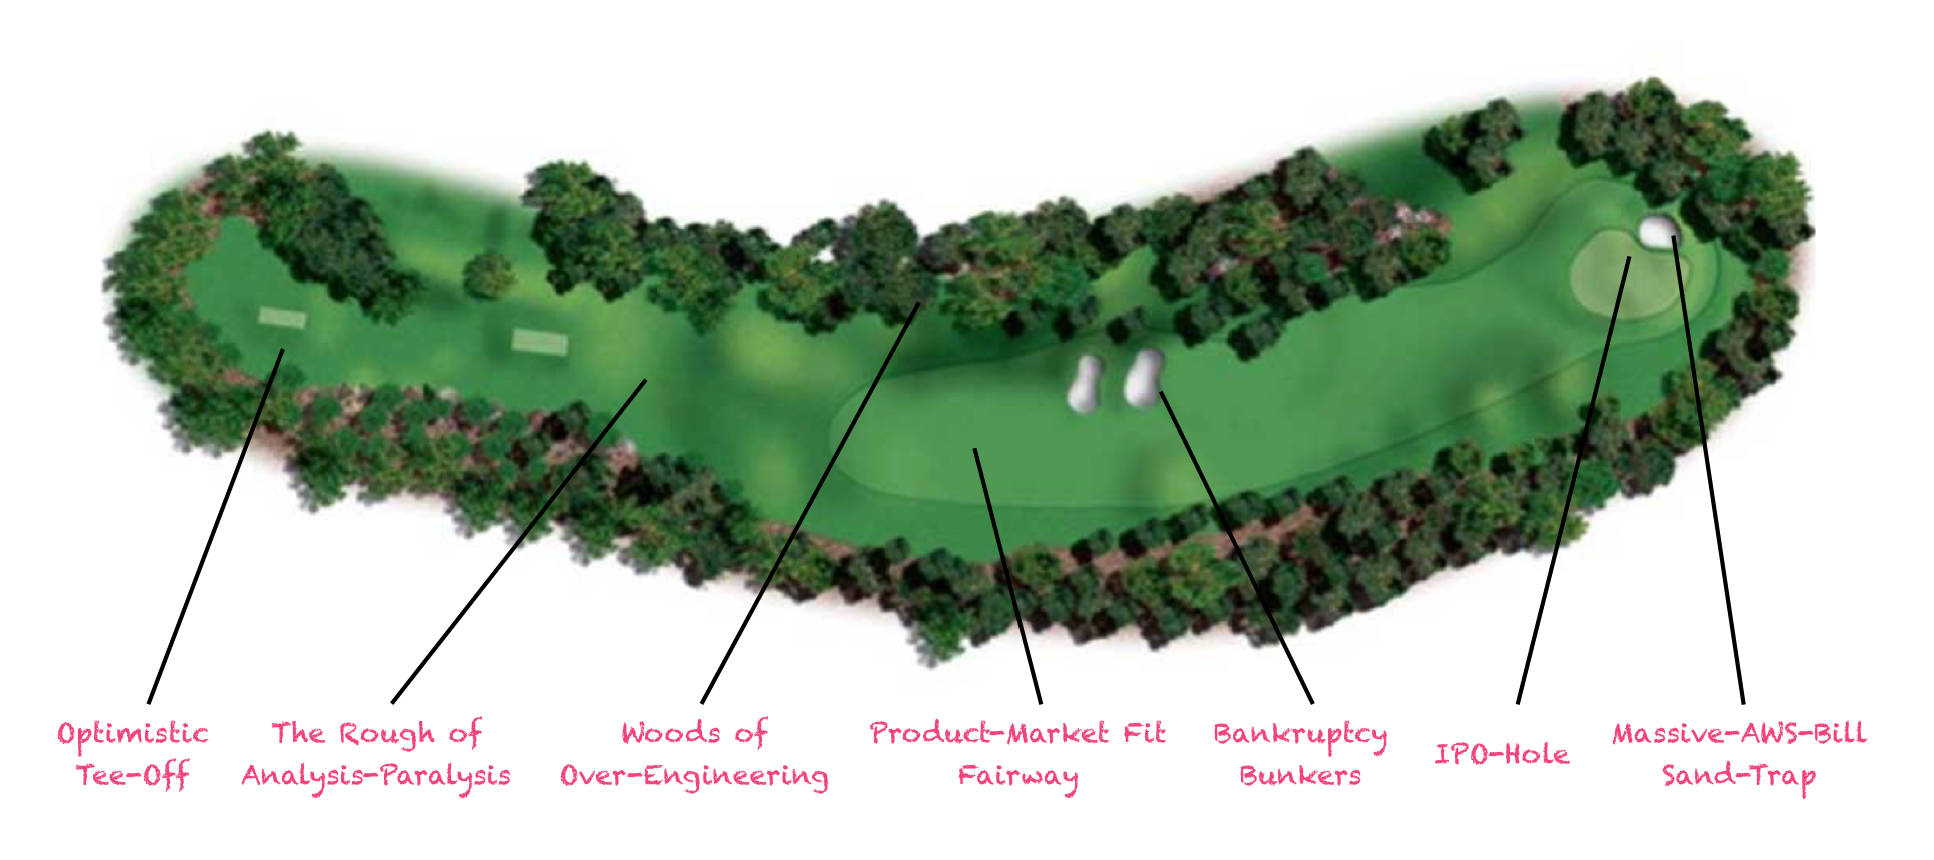 Optimistic
Tee-Off
The Rough of
Analysis-Paralysis
Woods of
Over-Engineering
Product-Market Fit
Fairway
Bankruptcy
Bunkers
IPO-Hole
Massive-AWS-Bill
Sand-Trap